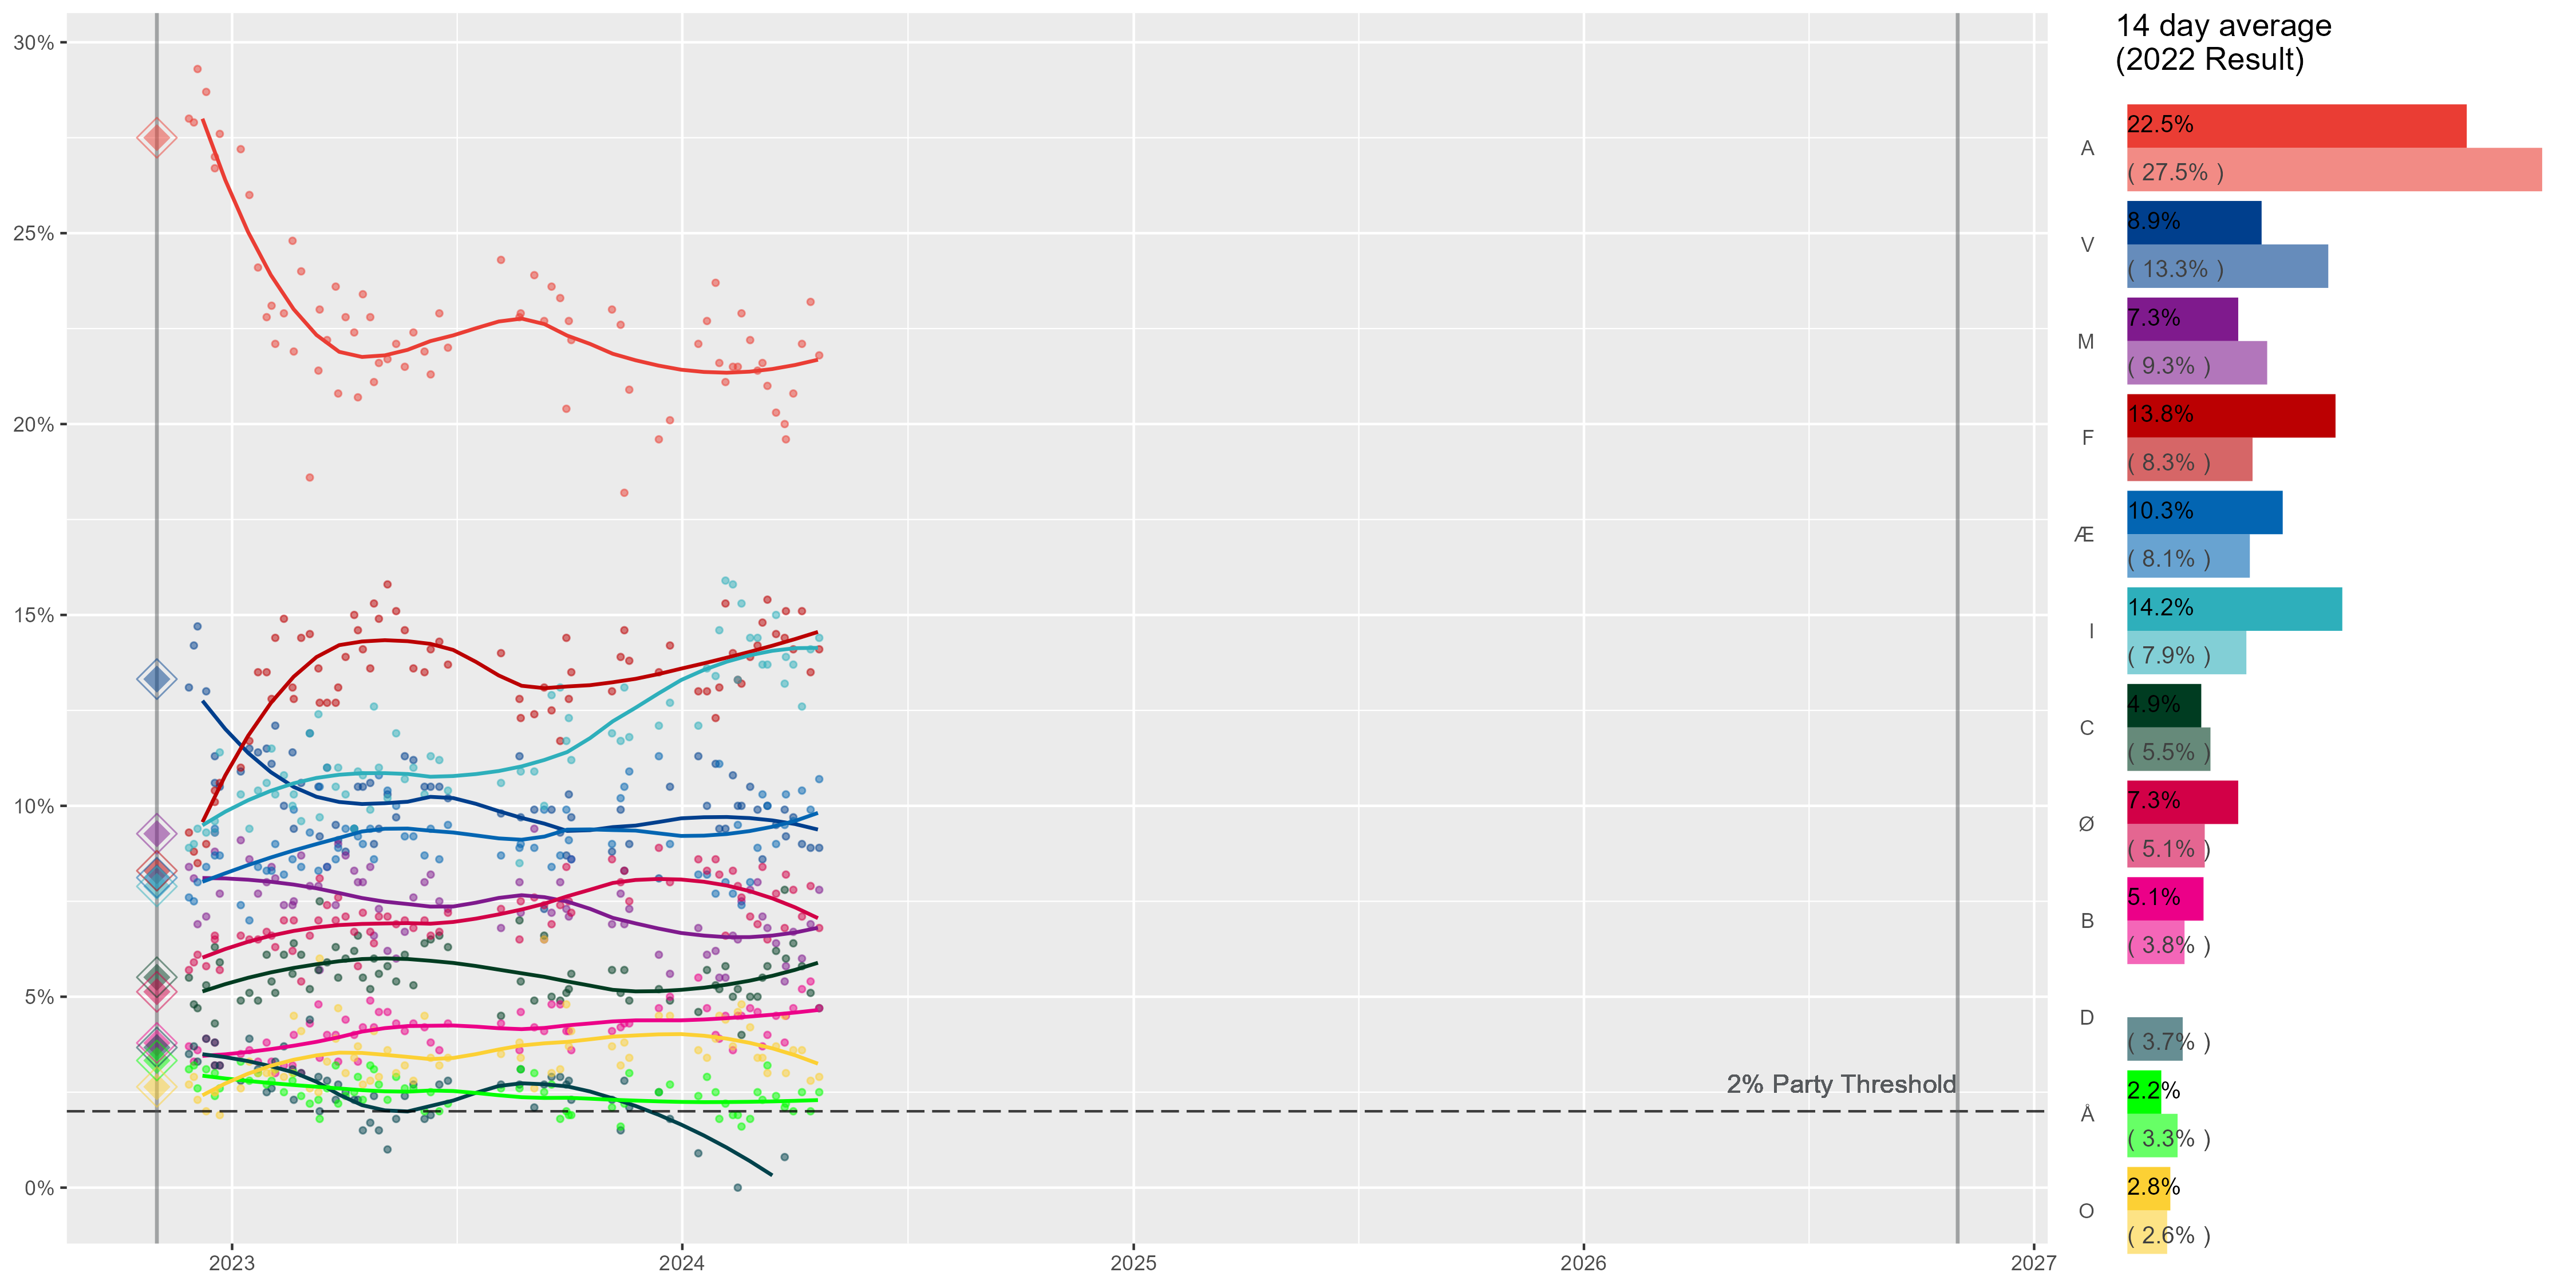 30%
25%
20%
15%
10%
5%
0%
2023
2024
2025
2026
2027
2% Party Threshold
14 day average
(2022 Result)
A
22.5%
( 27.5% )
V
8.9%
( 13.3% )
M
7.3%
( 9.3% )
F
13.8%
( 8.3% )
Æ
10.3%
( 8.1% )
I
14.2%
( 7.9% )
C
4.9%
( 5.5% )
Ø
7.3%
( 5.1% )
B
5.1%
( 3.8% )
D
( 3.7% )
Å
2.2%
( 3.3% )
O
2.8%
( 2.6% )